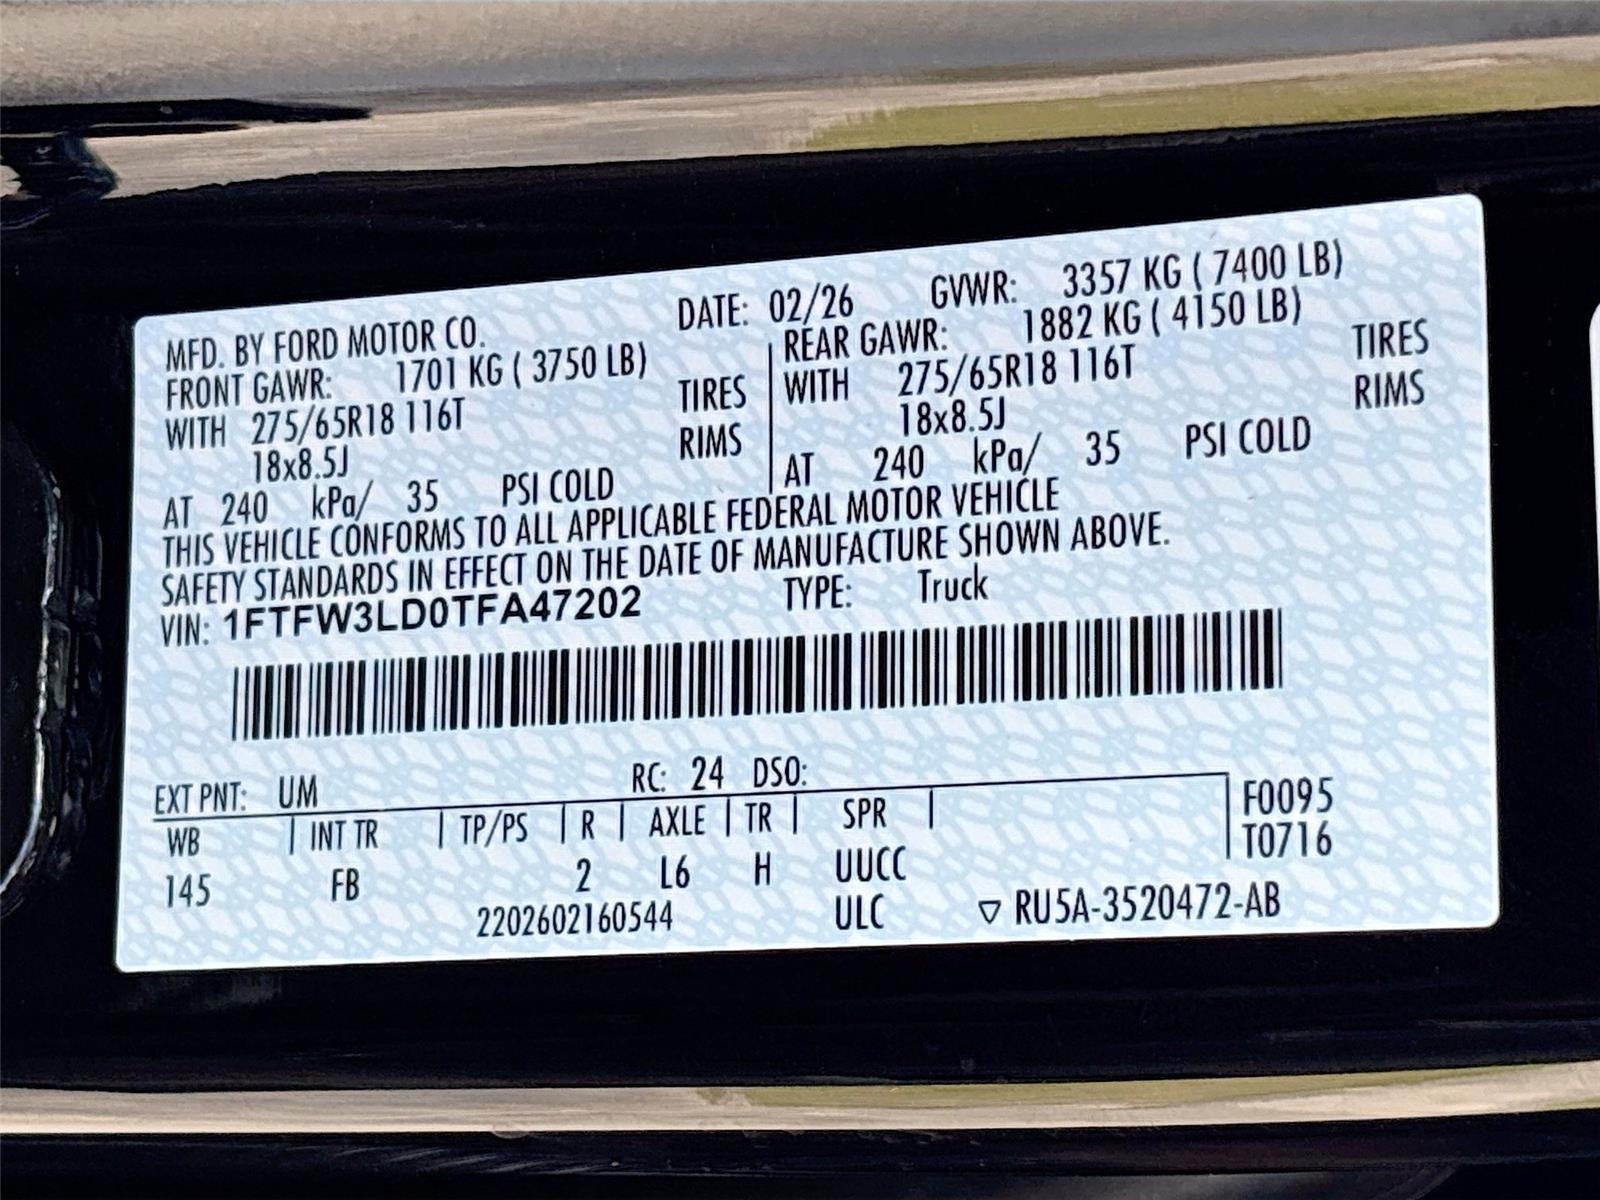 MFD. BY FORD MOTOR CO. DATE: 02/26 GVWR: 3357 KG ( 7400 LB)
FRONT GAWR: 1701 KG ( 3750 LB) REAR GAWR: 1882 KG ( 4150 LB)
WITH 275/65R18 116T TIRES WITH 275/65R18 116T TIRES
18x8.5J RIMS 18x8.5J RIMS
AT 240 kPa/ 35 PSI COLD AT 240 kPa/ 35 PSI COLD
THIS VEHICLE CONFORMS TO ALL APPLICABLE FEDERAL MOTOR VEHICLE
SAFETY STANDARDS IN EFFECT ON THE DATE OF MANUFACTURE SHOWN ABOVE.
VIN: 1FTFW3LD0TFA47202 TYPE: Truck
EXT PNT: UM RC: 24 DSO:
WB INT TR TP/PS R AXLE TR SPR F0095
T0716
145 FB 2 L6 H UUCC
2202602160544 ULC ▽ RU5A-3520472-AB